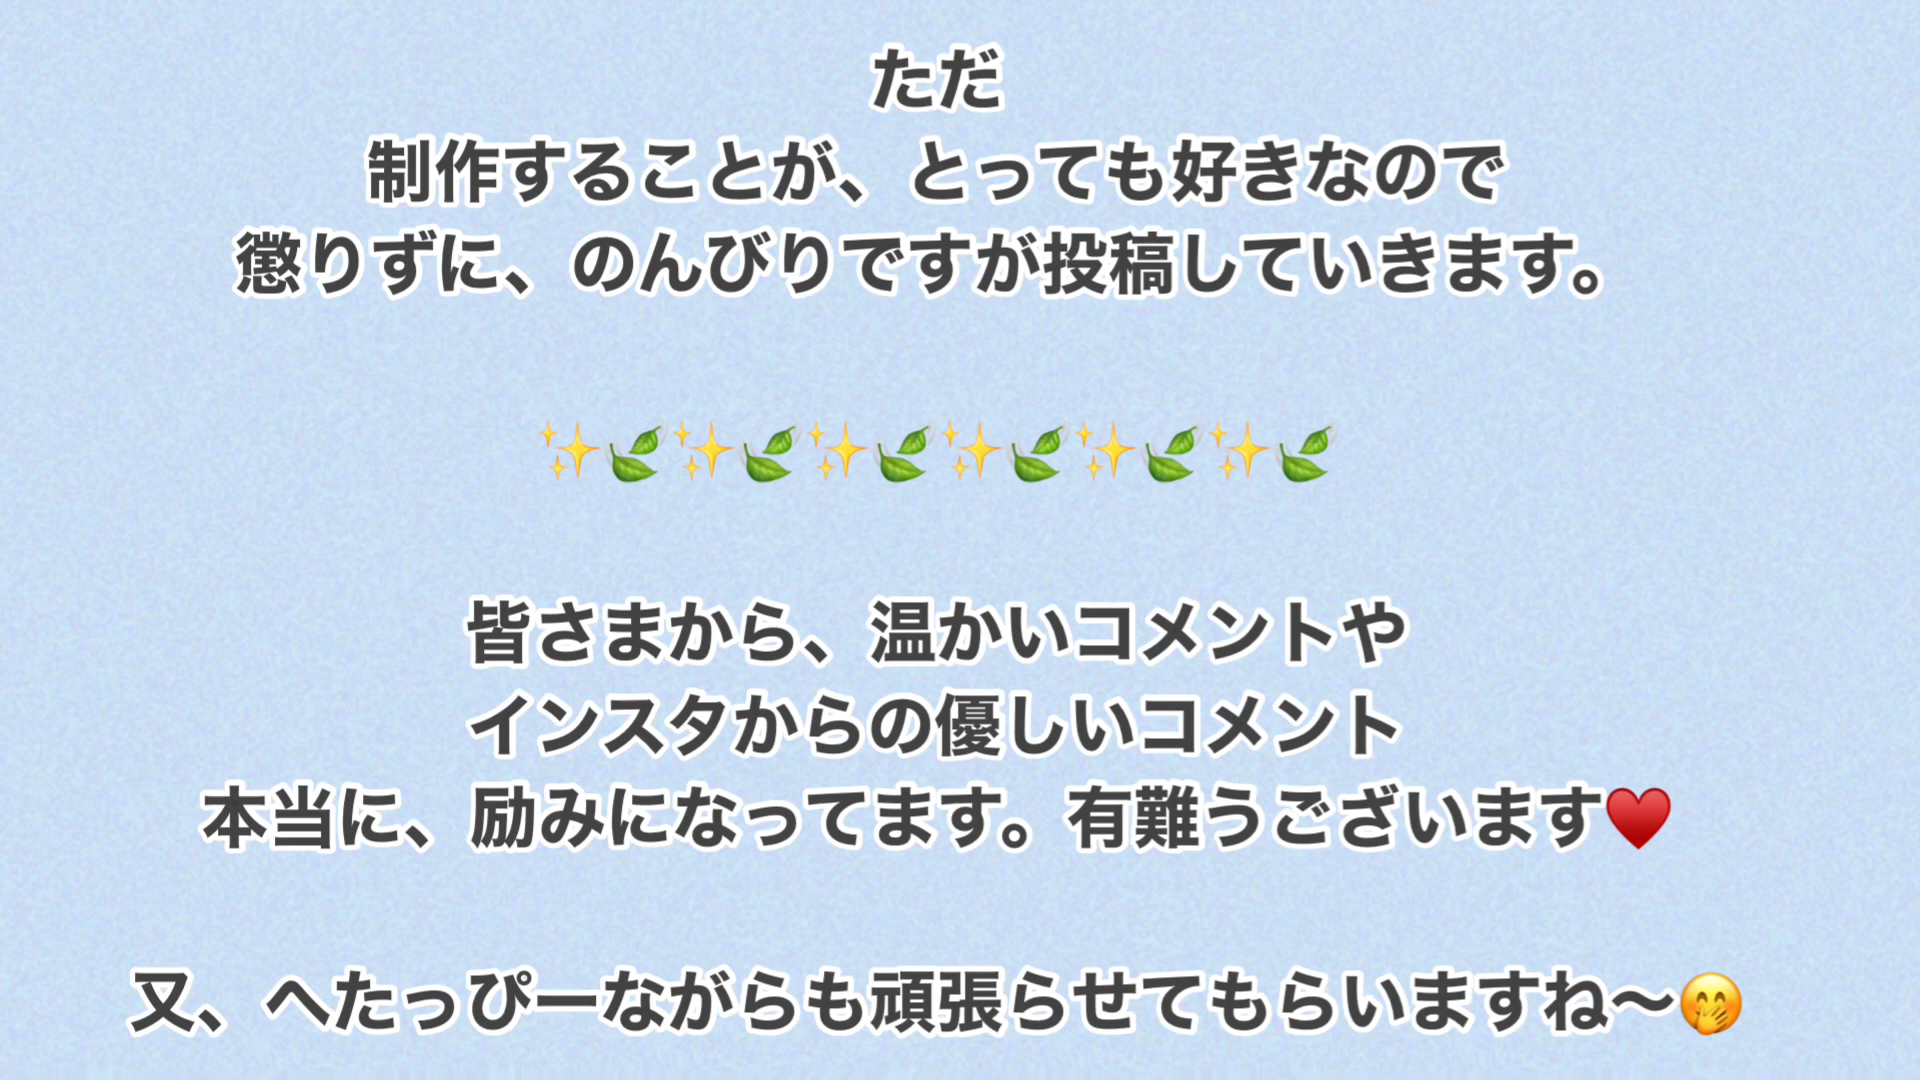 ただ
制作することが、とっても好きなので
懲りずに、のんびりですが投稿していきます。
✨🌿✨🌿✨🌿✨🌿✨🌿✨🌿
皆さまから、温かいコメントや
インスタからの優しいコメント
本当に、励みになってます。有難うございます♥️
又、へたっぴーながらも頑張らせてもらいますね〜🤭